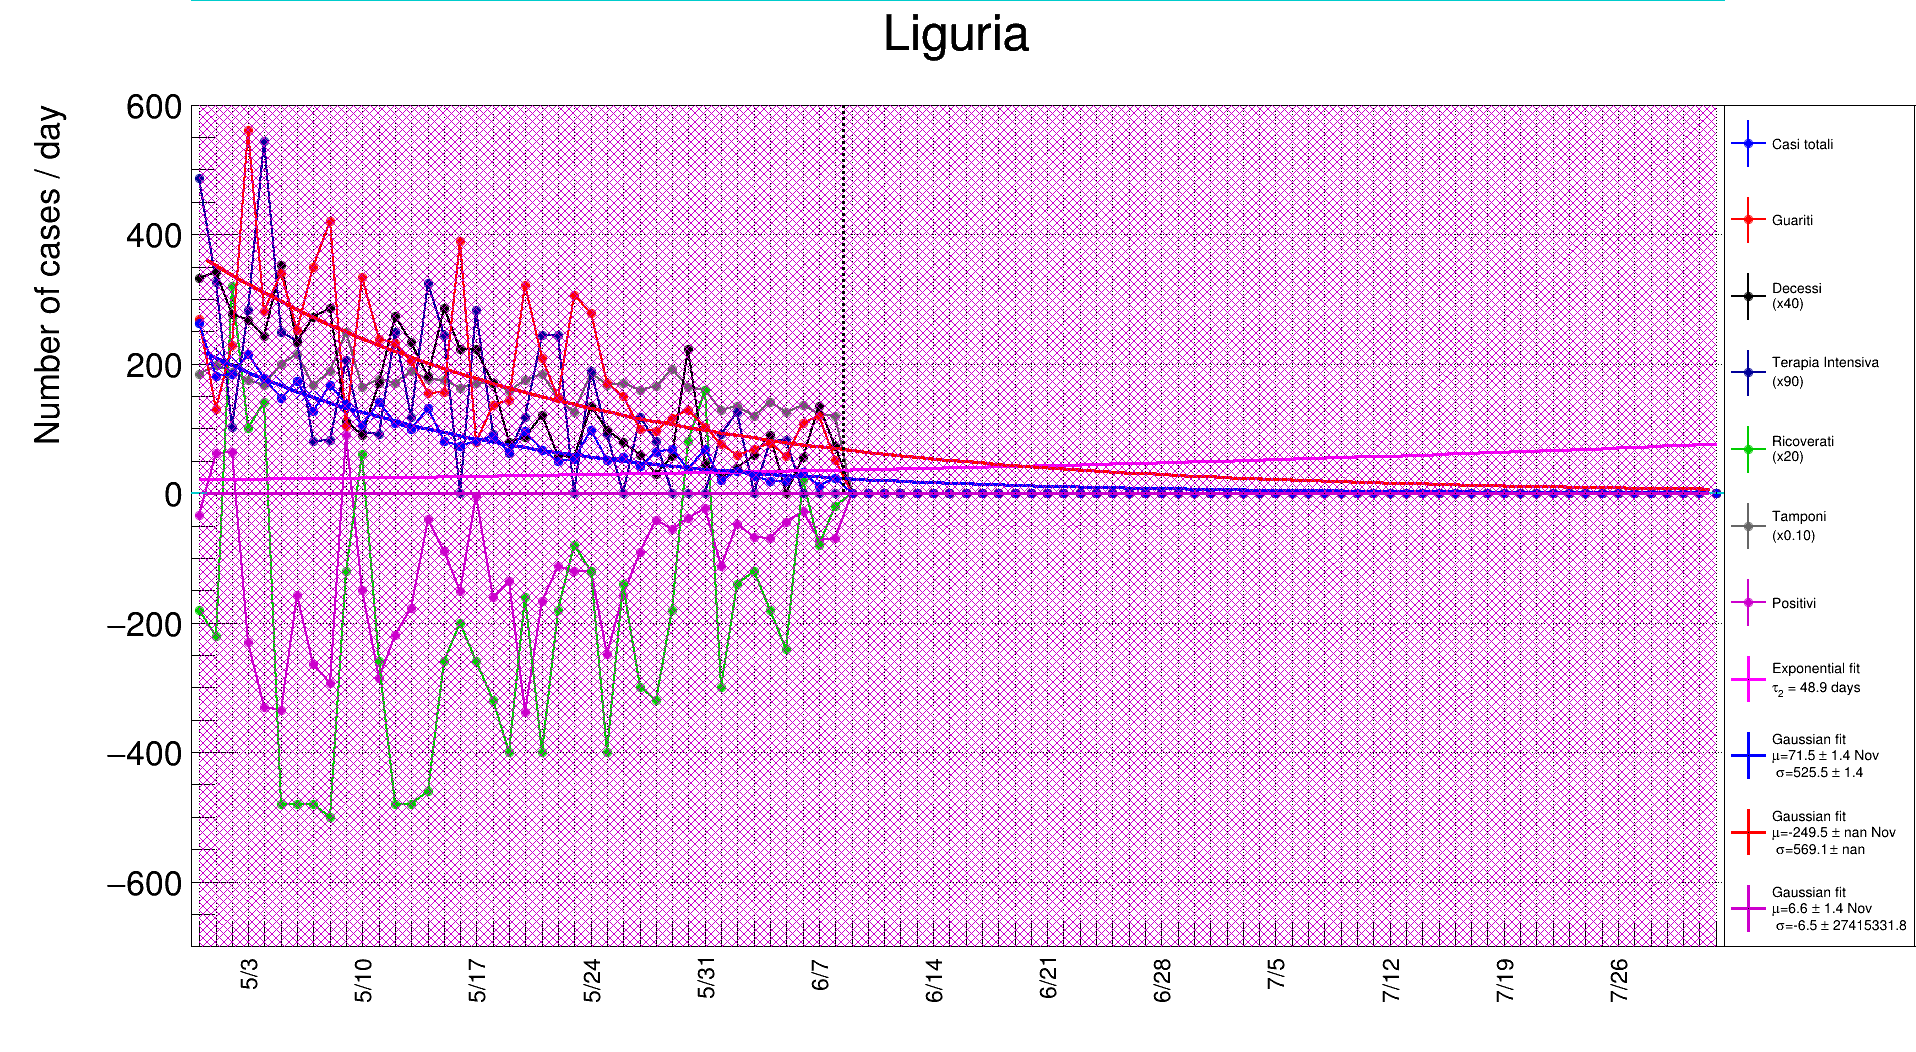 Liguria
Number of cases / day
600
400
200
0
−200
−400
−600
5/3
5/10
5/17
5/24
5/31
6/7
6/14
6/21
6/28
7/5
7/12
7/19
7/26
Casi totali
Guariti
Decessi
(x40)
Terapia Intensiva
(x90)
Ricoverati
(x20)
Tamponi
(x0.10)
Positivi
Exponential fit
τ2 = 48.9 days
Gaussian fit
μ=71.5 ± 1.4 Nov
σ=525.5 ± 1.4
Gaussian fit
μ=-249.5 ± nan Nov
σ=569.1 ± nan
Gaussian fit
μ=6.6 ± 1.4 Nov
σ=-6.5 ± 27415331.8